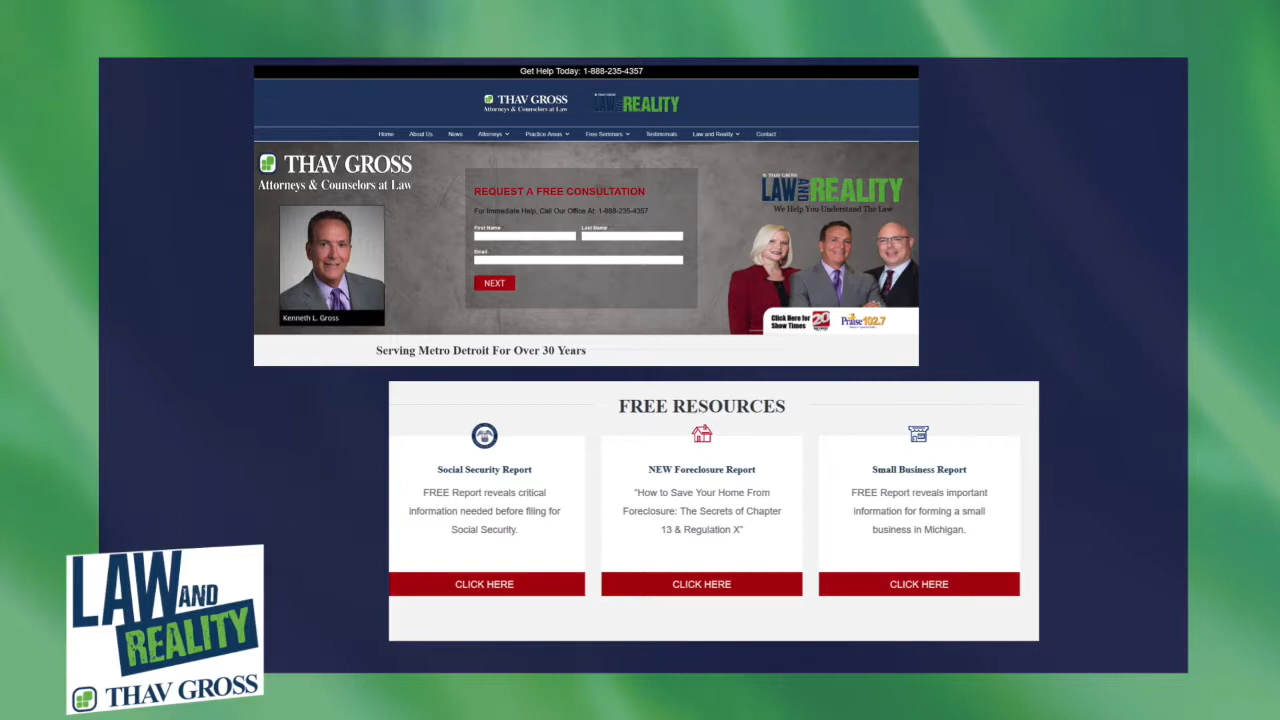 Get Help Today: 1-888-235-4357
THAV GROSS
Attorneys & Counselors at Law
THAV GROSS
LAW AND REALITY
Home About Us News Attorneys Practice Areas Free Seminars Testimonials Law and Reality Contact
THAV GROSS
Attorneys & Counselors at Law
Kenneth L. Gross
REQUEST A FREE CONSULTATION
For Immediate Help, Call Our Office At: 1-888-235-4357
First Name Last Name
Email
NEXT
THAV GROSS
LAW AND REALITY
We Help You Understand The Law
Click Here for
Show Times
20
Praise 102.7
Serving Metro Detroit For Over 30 Years
FREE RESOURCES
Social Security Report
FREE Report reveals critical
information needed before filing for
Social Security.
CLICK HERE
NEW Foreclosure Report
“How to Save Your Home From
Foreclosure: The Secrets of Chapter
13 & Regulation X”
CLICK HERE
Small Business Report
FREE Report reveals important
information for forming a small
business in Michigan.
CLICK HERE
LAW AND
REALITY
THAV GROSS